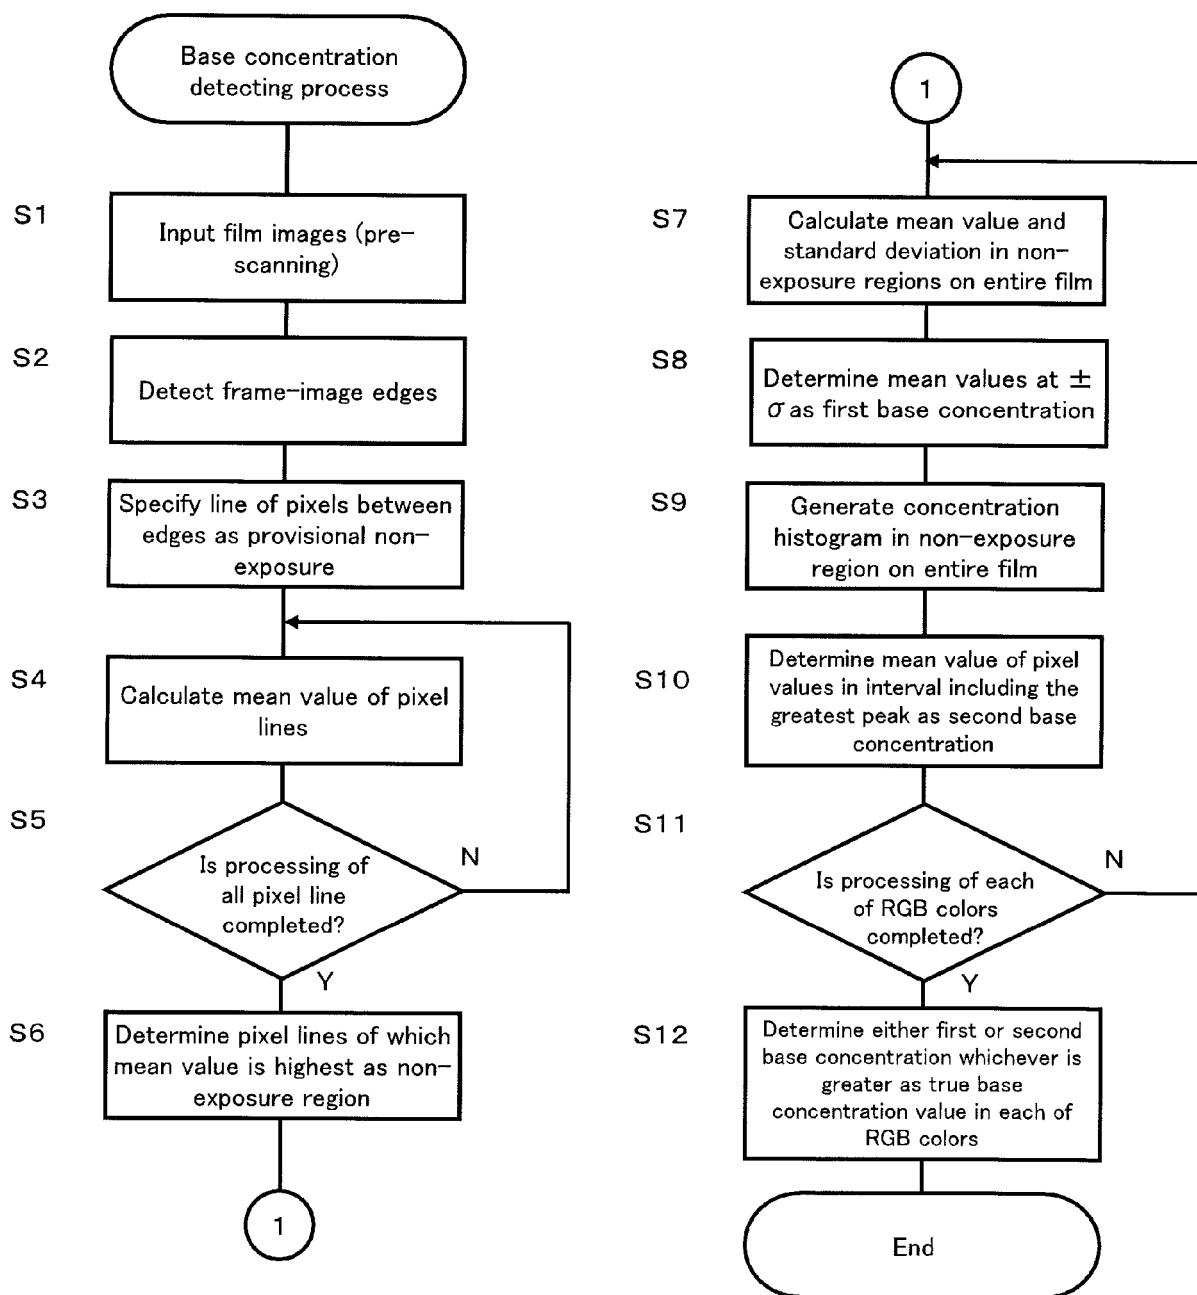 Base concentration
detecting process
S1
Input film images (pre-
scanning)
S2
Detect frame-image edges
S3
Specify line of pixels between
edges as provisional non-
exposure
S4
Calculate mean value of pixel
lines
S5
Is processing of
all pixel line
completed?
N
Y
S6
Determine pixel lines of which
mean value is highest as non-
exposure region
1
1
S7
Calculate mean value and
standard deviation in non-
exposure regions on entire film
S8
Determine mean values at ±
σ as first base concentration
S9
Generate concentration
histogram in non-exposure
region on entire film
S10
Determine mean value of pixel
values in interval including the
greatest peak as second base
concentration
S11
Is processing of each
of RGB colors
completed?
N
Y
S12
Determine either first or second
base concentration whichever is
greater as true base
concentration value in each of
RGB colors
End